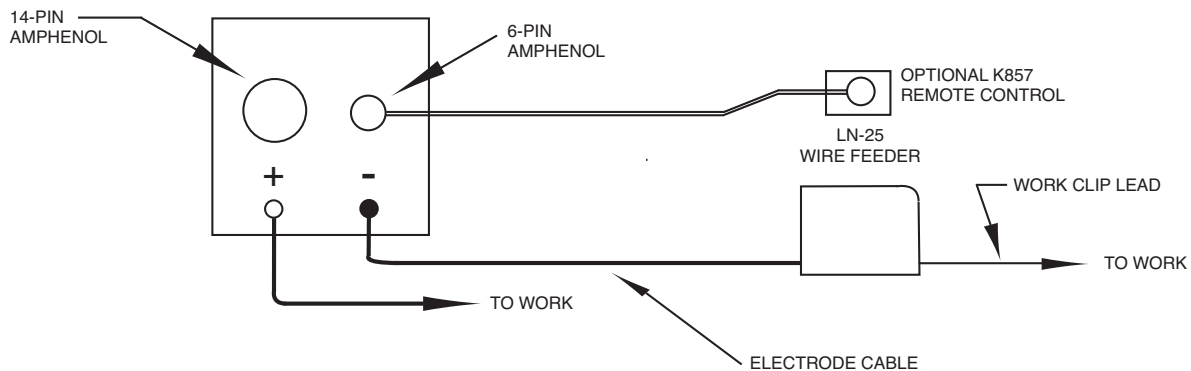 14-PIN
AMPHENOL
6-PIN
AMPHENOL
OPTIONAL K857
REMOTE CONTROL
LN-25
WIRE FEEDER
+
-
WORK CLIP LEAD
TO WORK
TO WORK
ELECTRODE CABLE